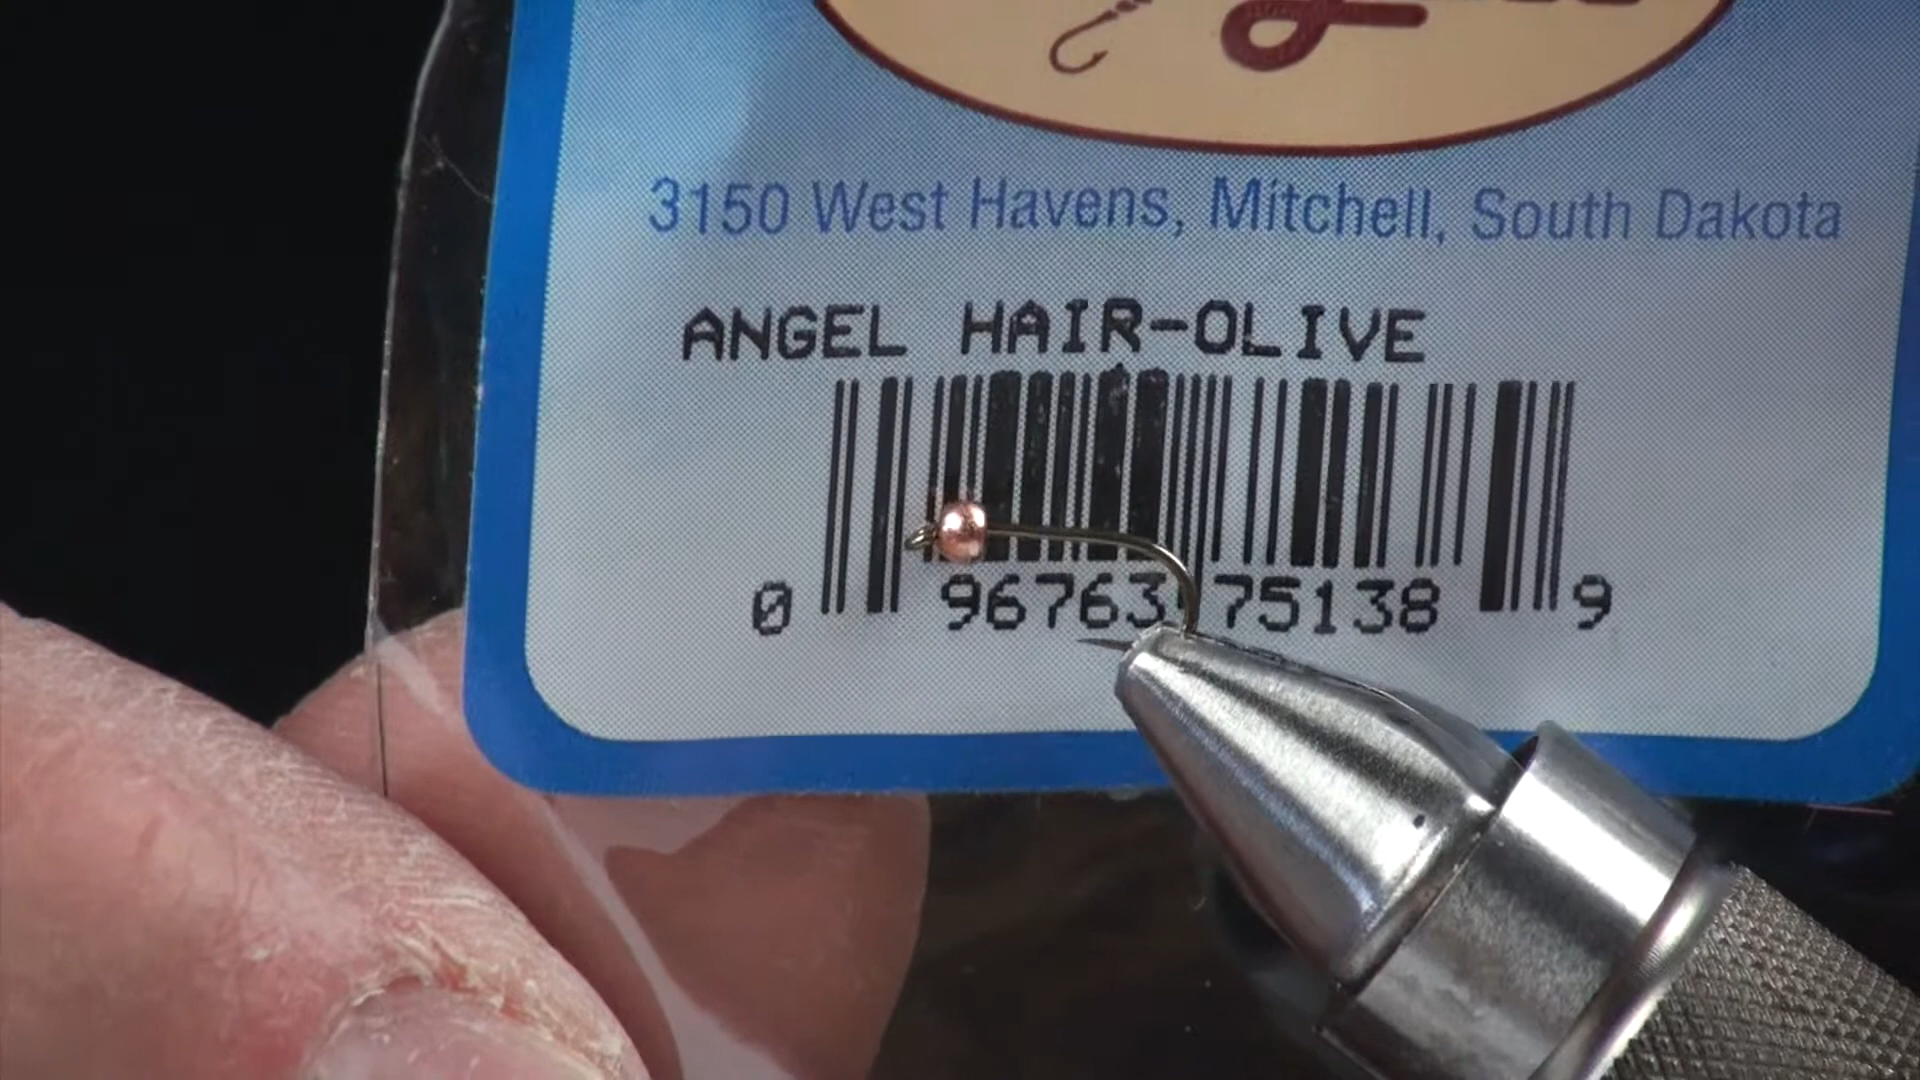 3150 West Havens, Mitchell, South Dakota
ANGEL HAIR-OLIVE
0 96763 75138 9